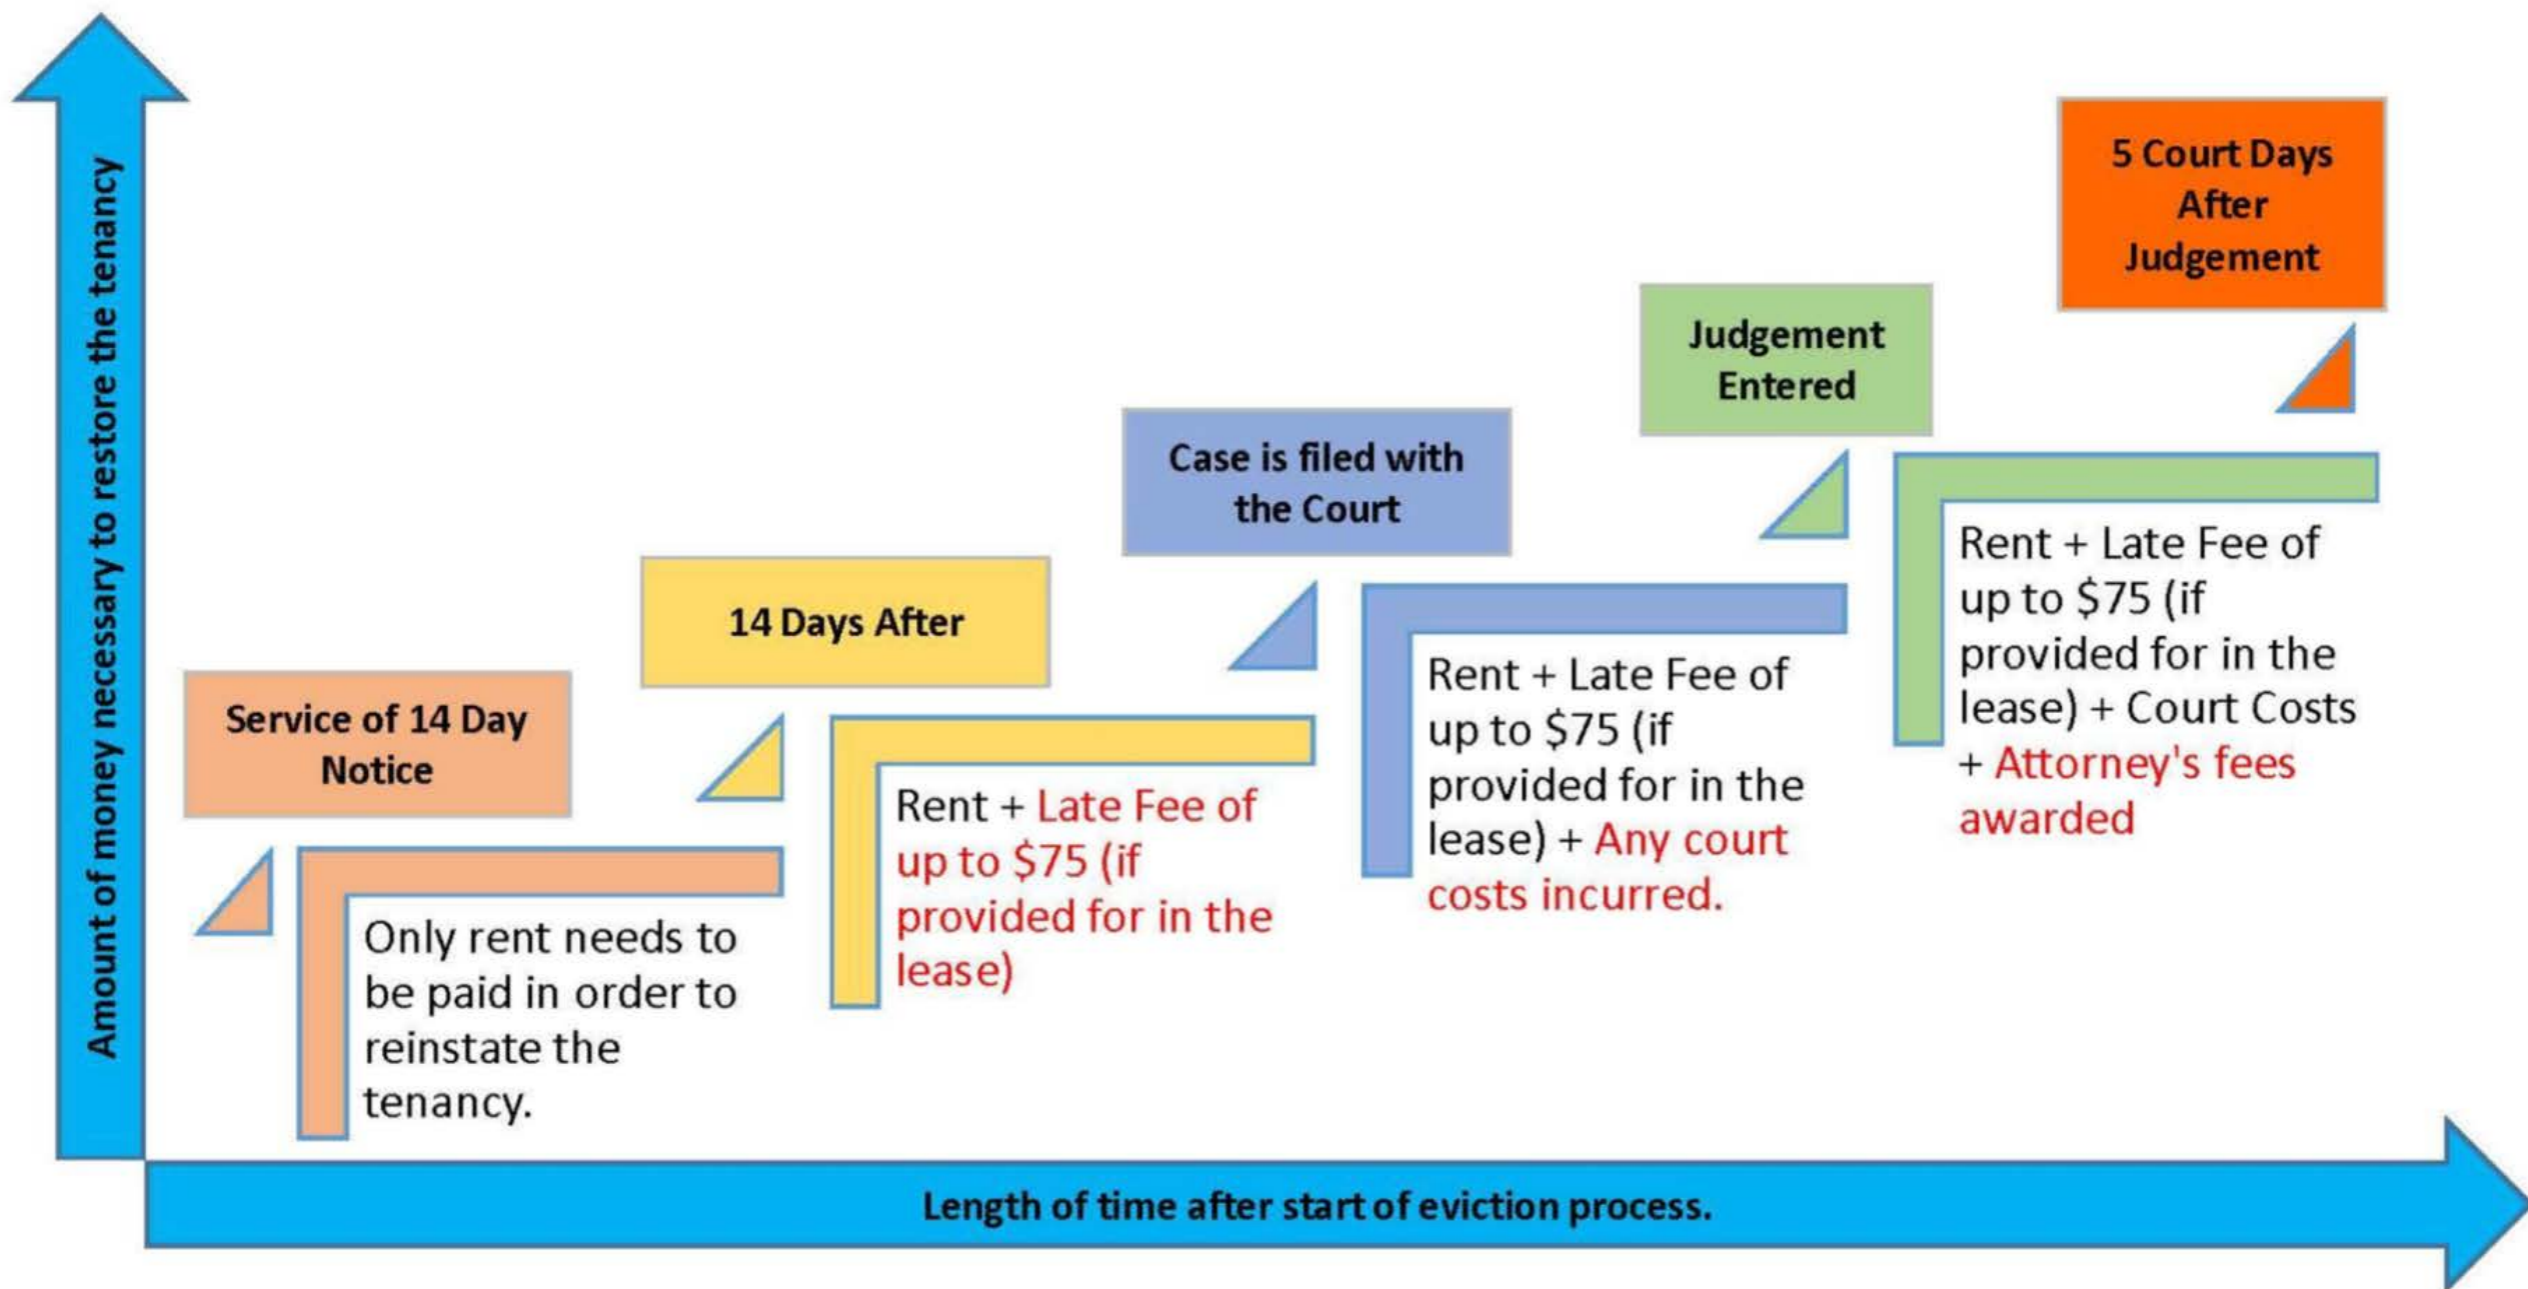 Amount of money necessary to restore the tenancy
Service of 14 Day
Notice
Only rent needs to
be paid in order to
reinstate the
tenancy.
14 Days After
Rent + Late Fee of
up to $75 (if
provided for in the
lease)
Case is filed with
the Court
Rent + Late Fee of
up to $75 (if
provided for in the
lease) + Any court
costs incurred.
Judgement
Entered
Rent + Late Fee of
up to $75 (if
provided for in the
lease) + Court Costs
+ Attorney's fees
awarded
5 Court Days
After
Judgement
Length of time after start of eviction process.